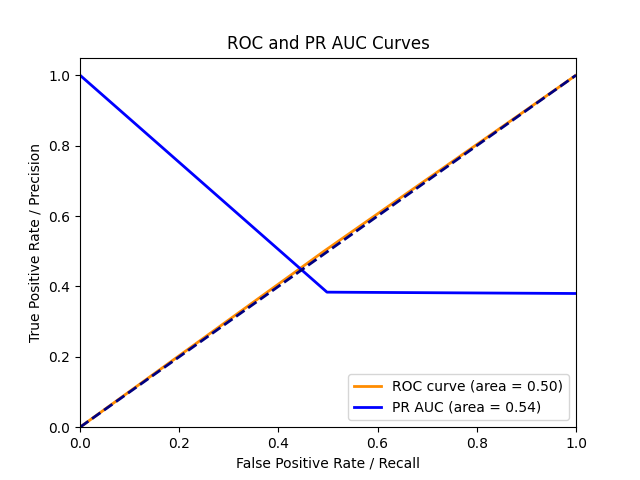 ROC and PR AUC Curves
True Positive Rate / Precision
1.0
0.8
0.6
0.4
0.2
0.0
ROC curve (area = 0.50)
PR AUC (area = 0.54)
0.0 0.2 0.4 0.6 0.8 1.0
False Positive Rate / Recall